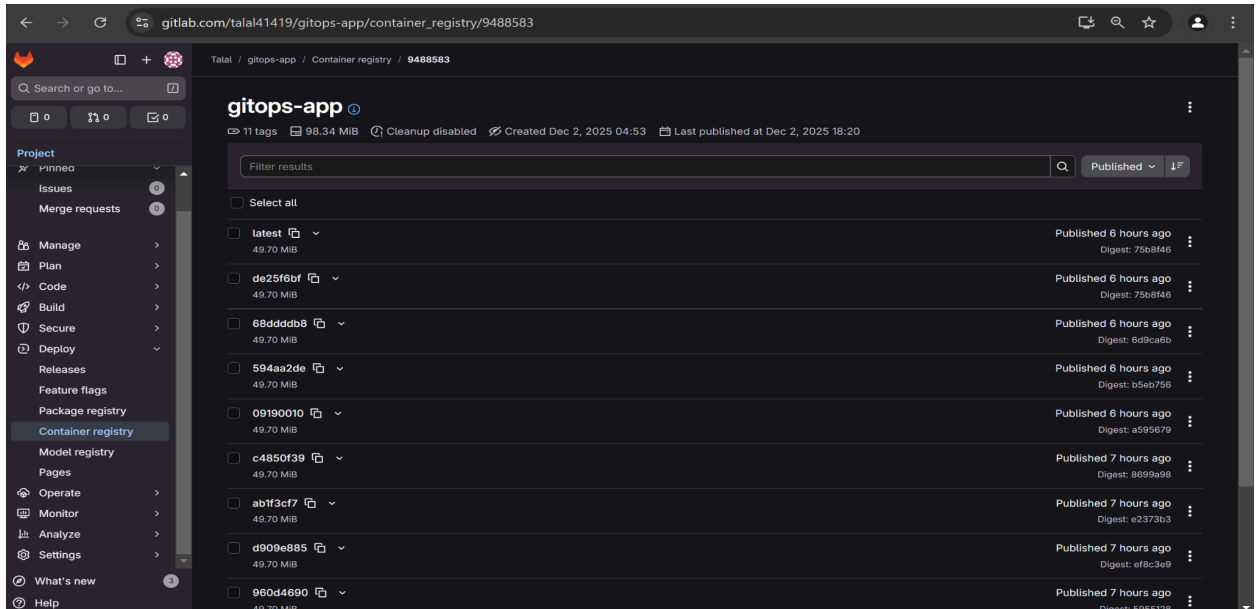 gitlab.com/talal41419/gitops-app/container_registry/9488583
Talal / gitops-app / Container registry / 9488583
Search or go to... /
0 0 0
Project
Pinned
Issues 0
Merge requests 0
Manage
Plan
Code
Build
Secure
Deploy
Releases
Feature flags
Package registry
Container registry
Model registry
Pages
Operate
Monitor
Analyze
Settings
What's new 3
Help
gitops-app
11 tags 98.34 MiB Cleanup disabled Created Dec 2, 2025 04:53 Last published at Dec 2, 2025 18:20
Filter results Published
Select all
latest Published 6 hours ago
49.70 MiB Digest: 75b8f46
de25f6bf Published 6 hours ago
49.70 MiB Digest: 75b8f46
68ddddb8 Published 6 hours ago
49.70 MiB Digest: 6d9ca6b
594aa2de Published 6 hours ago
49.70 MiB Digest: b5eb756
09190010 Published 6 hours ago
49.70 MiB Digest: a595679
c4850f39 Published 7 hours ago
49.70 MiB Digest: 8699a98
ab1f3cf7 Published 7 hours ago
49.70 MiB Digest: e2373b3
d909e885 Published 7 hours ago
49.70 MiB Digest: ef8c3e9
960d4690 Published 7 hours ago
49.70 MiB Digest: